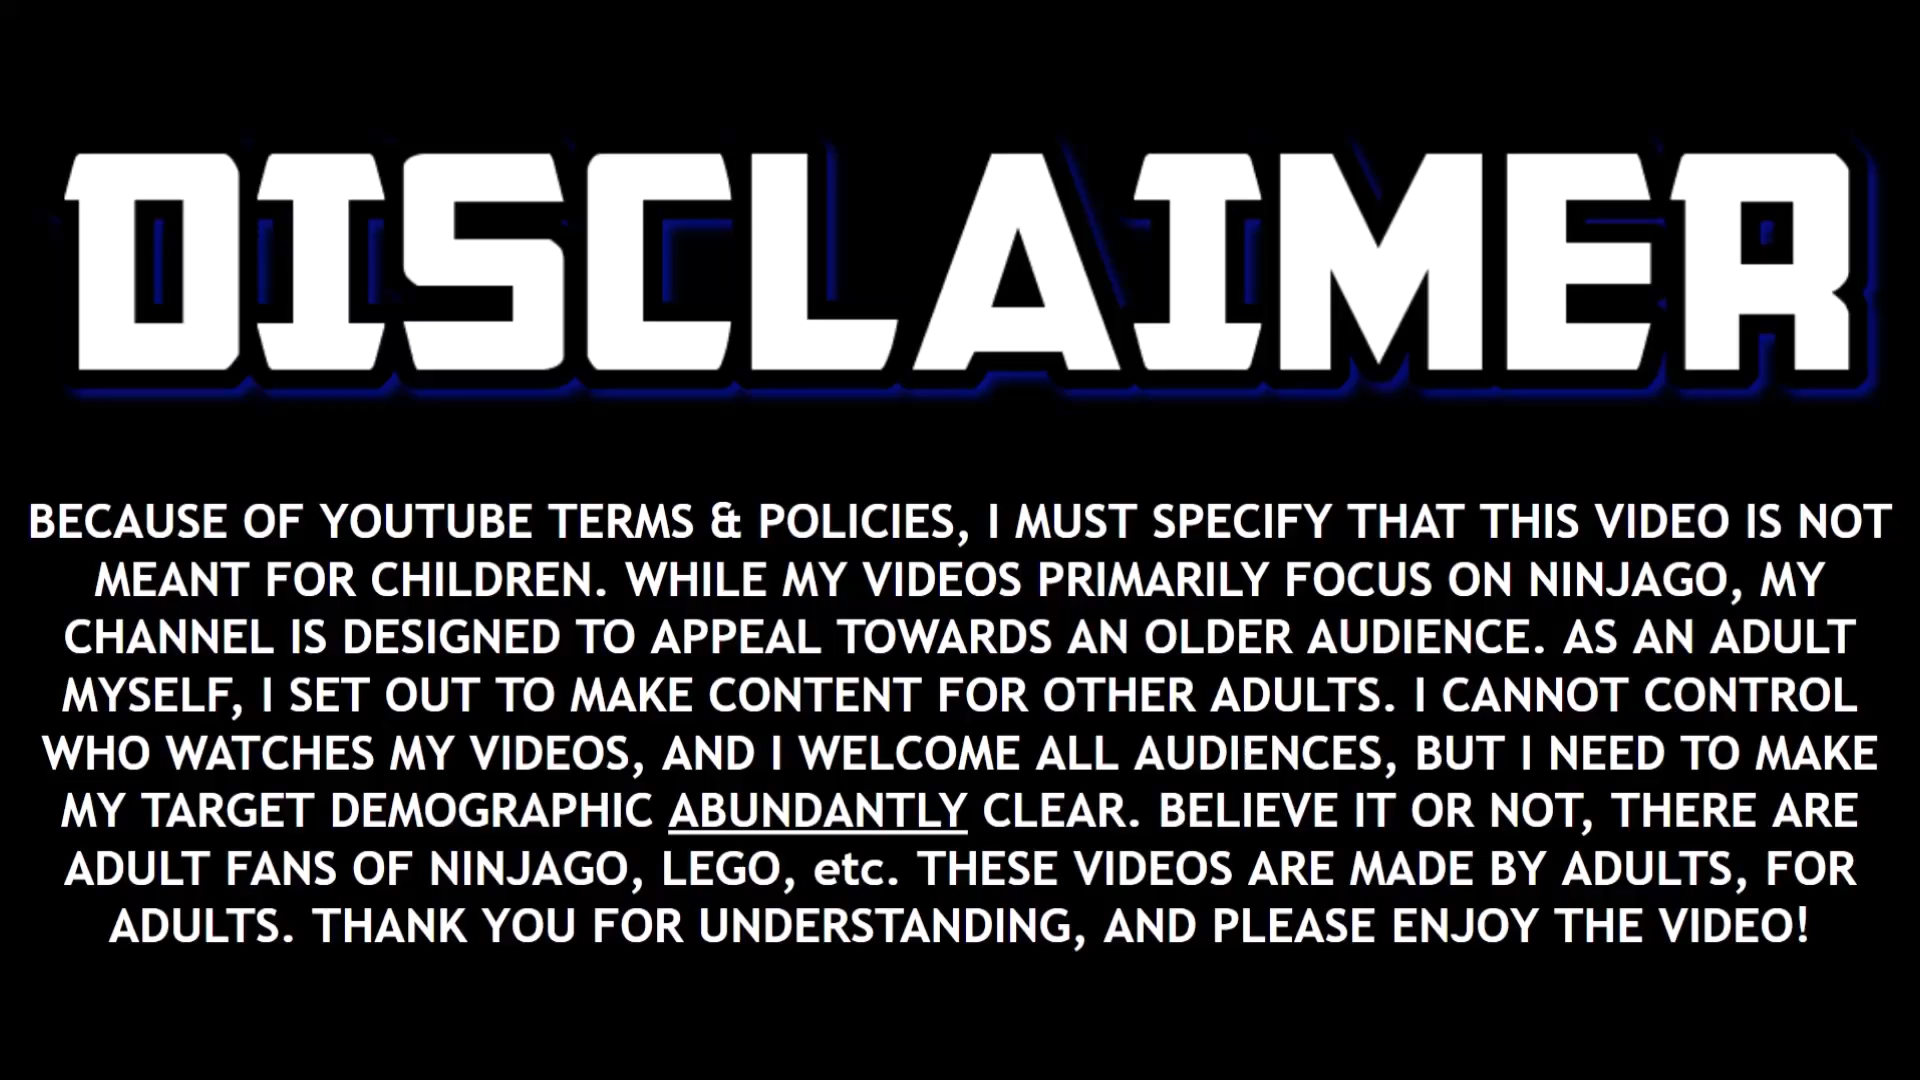 DISCLAIMER
BECAUSE OF YOUTUBE TERMS & POLICIES, I MUST SPECIFY THAT THIS VIDEO IS NOT
MEANT FOR CHILDREN. WHILE MY VIDEOS PRIMARILY FOCUS ON NINJAGO, MY
CHANNEL IS DESIGNED TO APPEAL TOWARDS AN OLDER AUDIENCE. AS AN ADULT
MYSELF, I SET OUT TO MAKE CONTENT FOR OTHER ADULTS. I CANNOT CONTROL
WHO WATCHES MY VIDEOS, AND I WELCOME ALL AUDIENCES, BUT I NEED TO MAKE
MY TARGET DEMOGRAPHIC ABUNDANTLY CLEAR. BELIEVE IT OR NOT, THERE ARE
ADULT FANS OF NINJAGO, LEGO, etc. THESE VIDEOS ARE MADE BY ADULTS, FOR
ADULTS. THANK YOU FOR UNDERSTANDING, AND PLEASE ENJOY THE VIDEO!